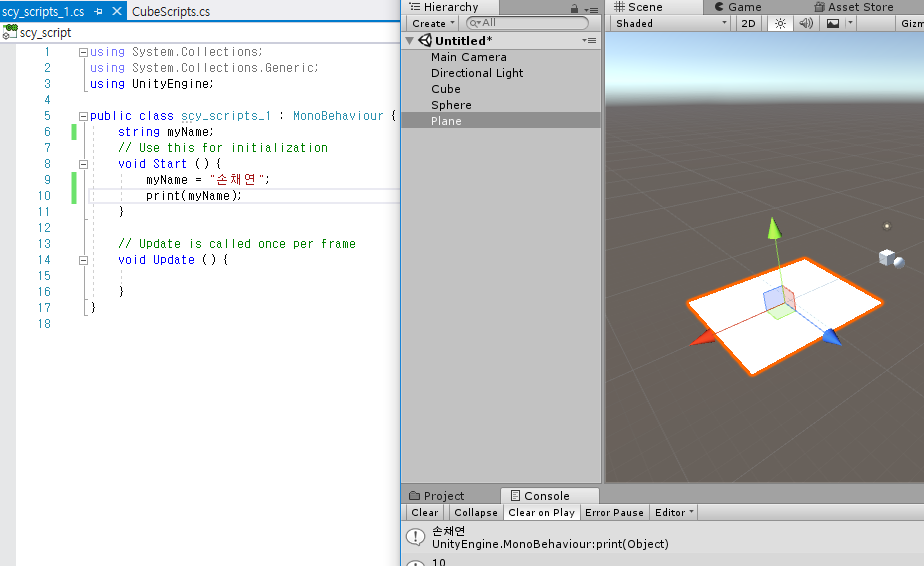 scy_scripts_1.cs
CubeScripts.cs
scy_script
1 using System.Collections;
2 using System.Collections.Generic;
3 using UnityEngine;
4
5 public class scy_scripts_1 : MonoBehaviour {
6 string myName;
7 // Use this for initialization
8 void Start () {
9 myName = "손채연";
10 print(myName);
11 }
12
13 // Update is called once per frame
14 void Update () {
15
16 }
17 }
18
Hierarchy
Create
All
Untitled*
Main Camera
Directional Light
Cube
Sphere
Plane
Scene
Game
Asset Store
Shaded
2D
Gizm
Project
Console
Clear
Collapse
Clear on Play
Error Pause
Editor
손채연
UnityEngine.MonoBehaviour:print(Object)
10